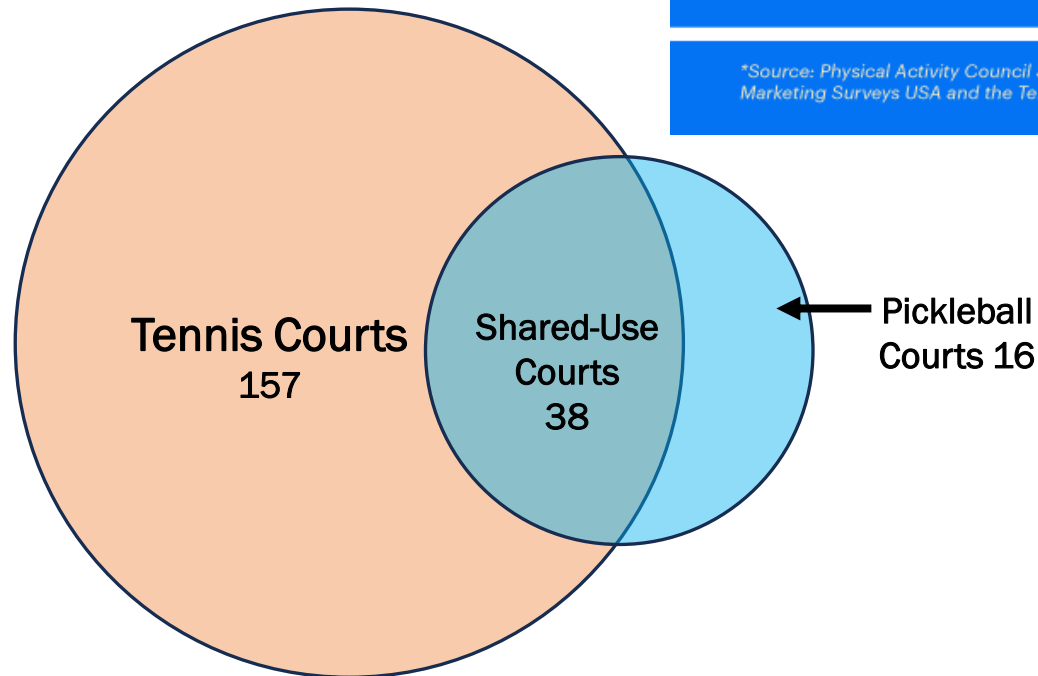 *Source: Physical Activity Council
Marketing Surveys USA and the
Tennis Courts
157
Shared-Use
Courts
38
Pickleball
Courts 16